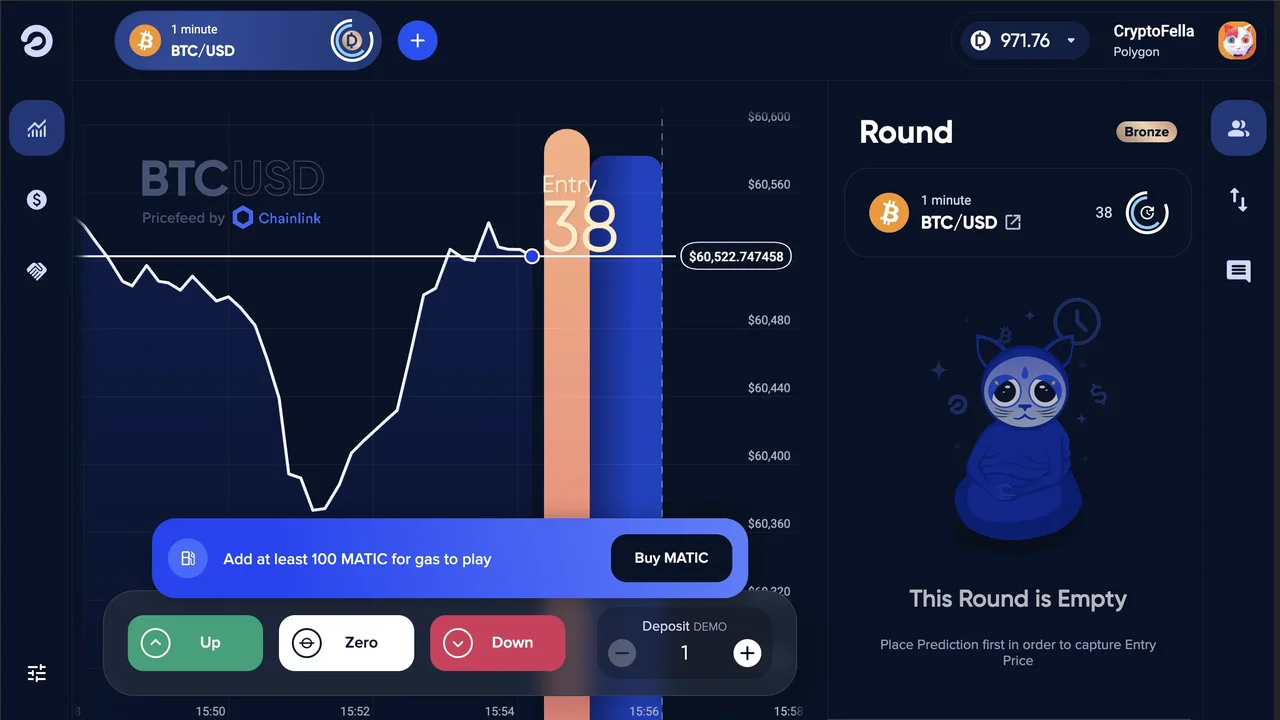 1 minute
BTC/USD
971.76
CryptoFella
Polygon
BTCUSD
Pricefeed by Chainlink
Entry
38
$60,600
$60,560
$60,522.747458
$60,480
$60,440
$60,400
$60,360
$60,320
Round
Bronze
1 minute
BTC/USD
38
This Round is Empty
Place Prediction first in order to capture Entry
Price
Add at least 100 MATIC for gas to play
Buy MATIC
Up
Zero
Down
Deposit DEMO
1
15:50
15:52
15:54
15:56
15:58